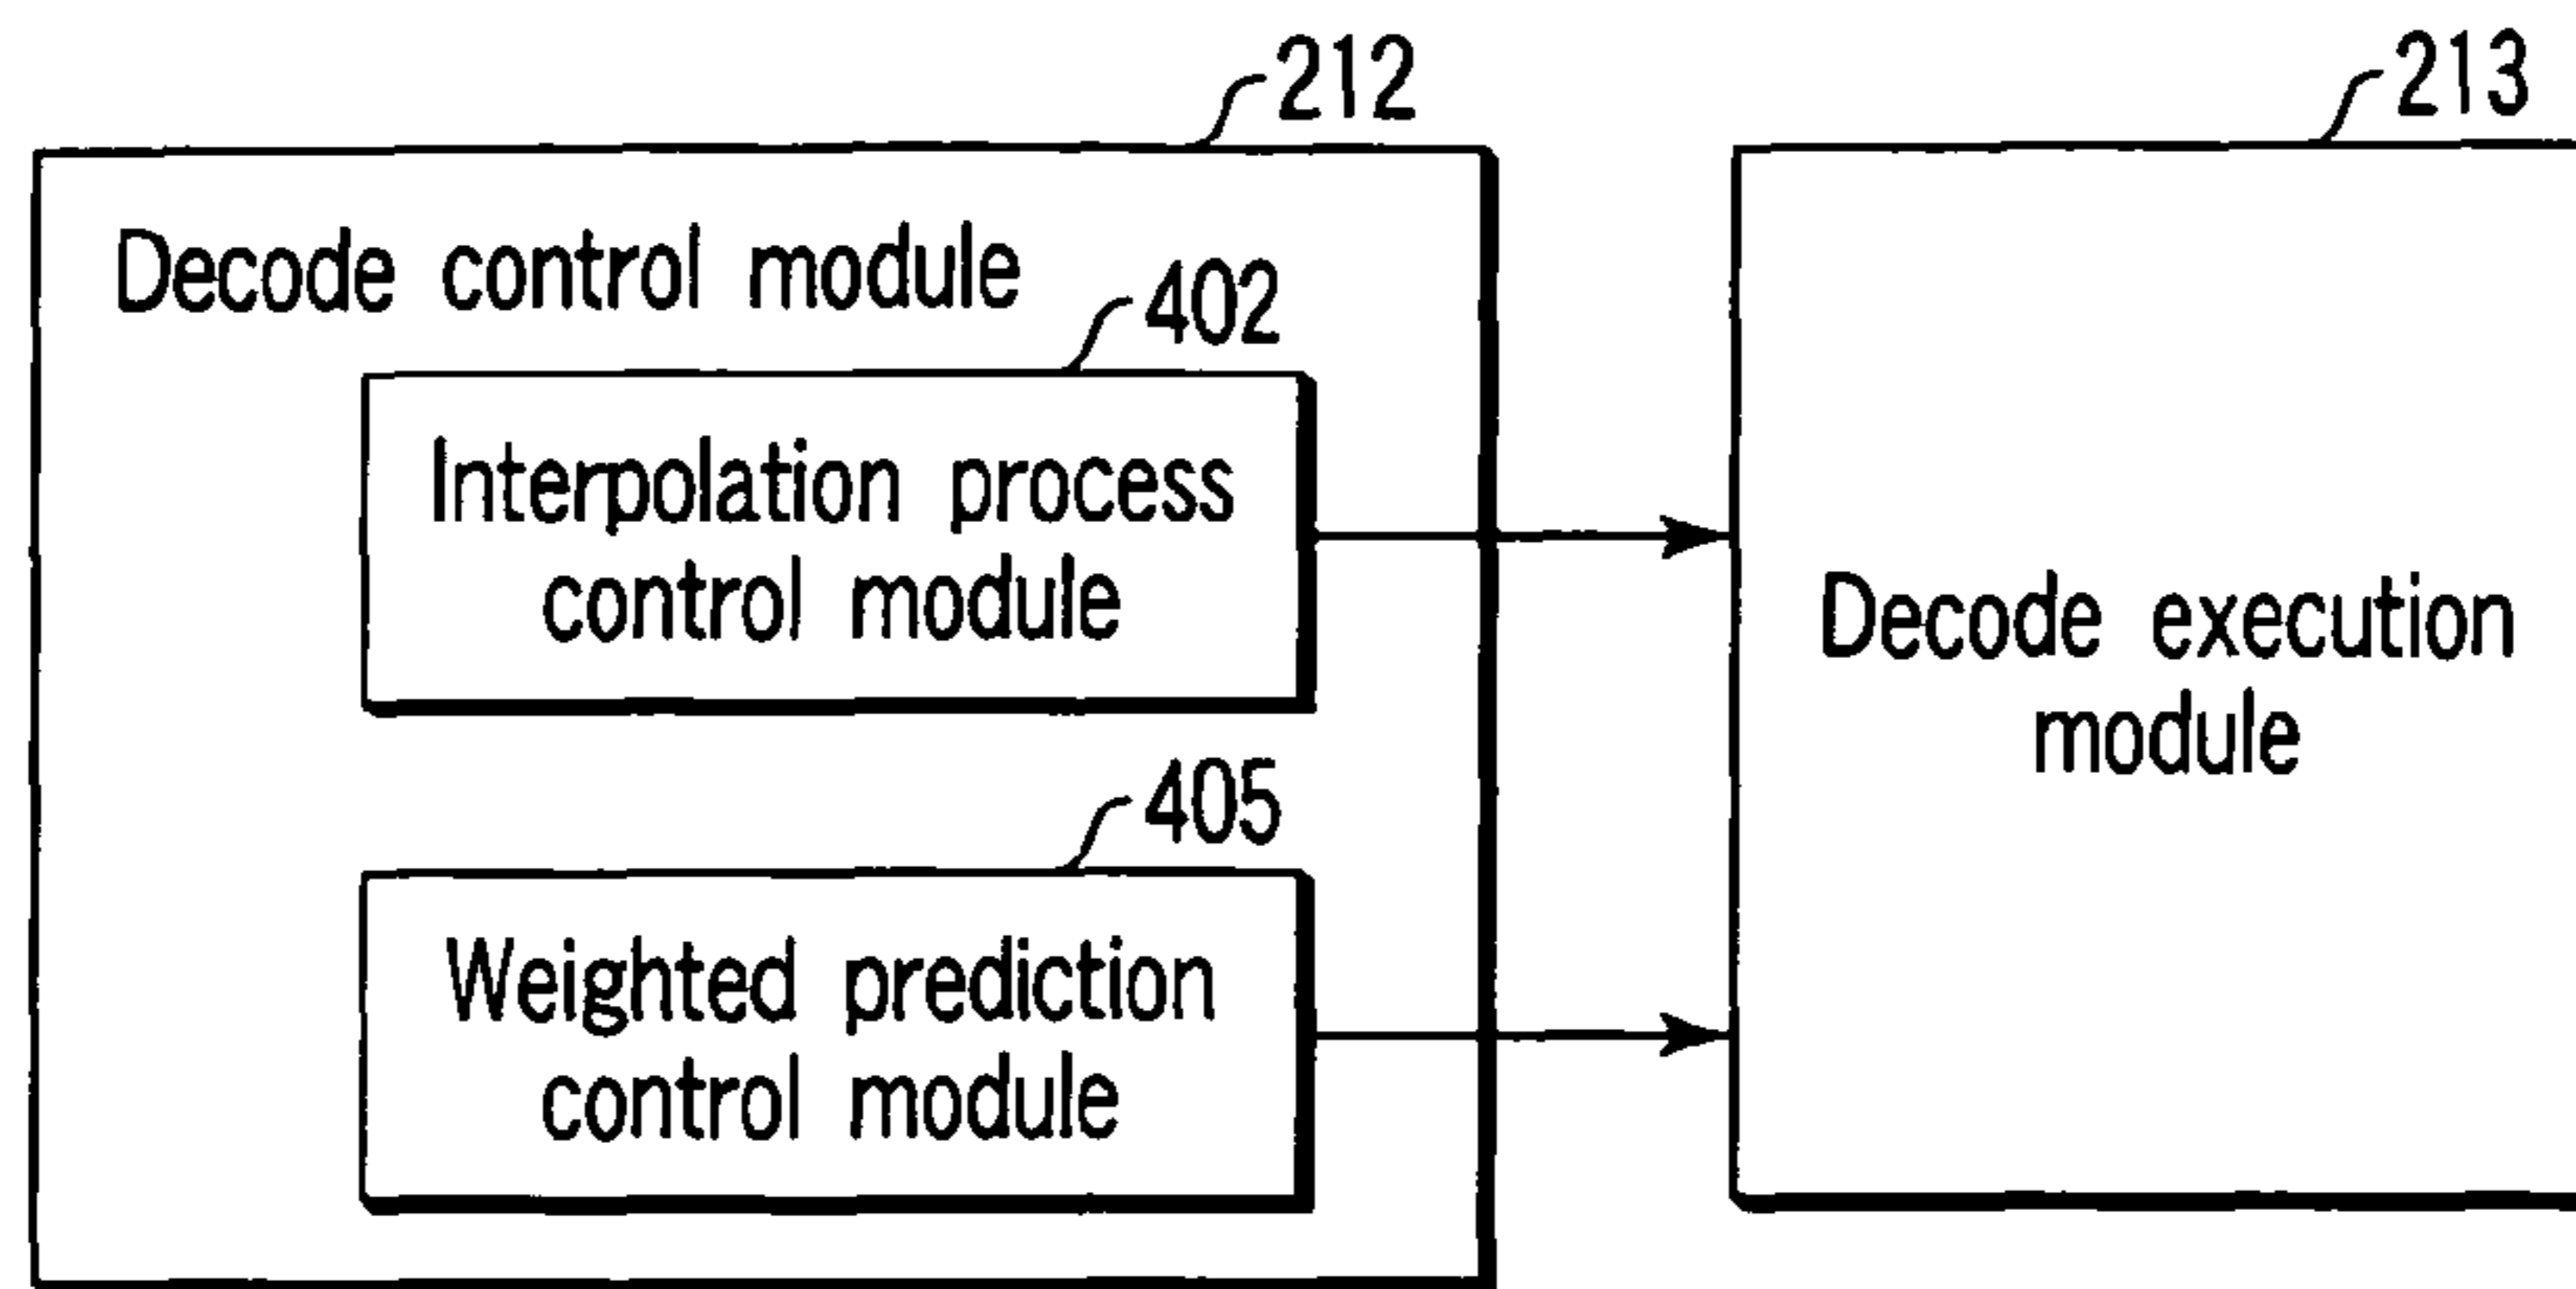 212
213
Decode control module
402
Interpolation process
control module
Decode execution
module
405
Weighted prediction
control module